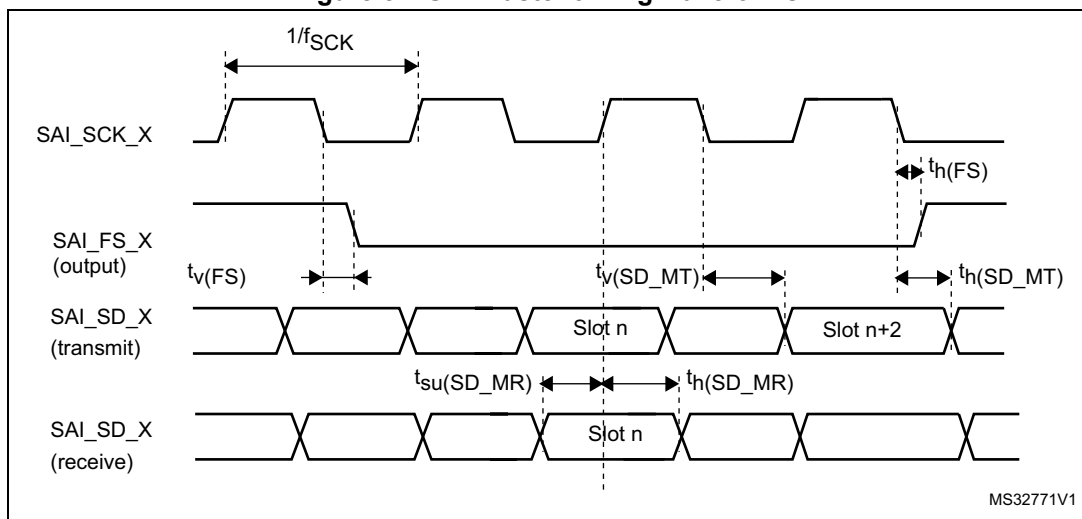 1/fSCK
SAI_SCK_X
th(FS)
SAI_FS_X
(output)
tv(FS)
tv(SD_MT)
th(SD_MT)
SAI_SD_X
(transmit)
Slot n
Slot n+2
tsu(SD_MR)
th(SD_MR)
SAI_SD_X
(receive)
Slot n
MS32771V1